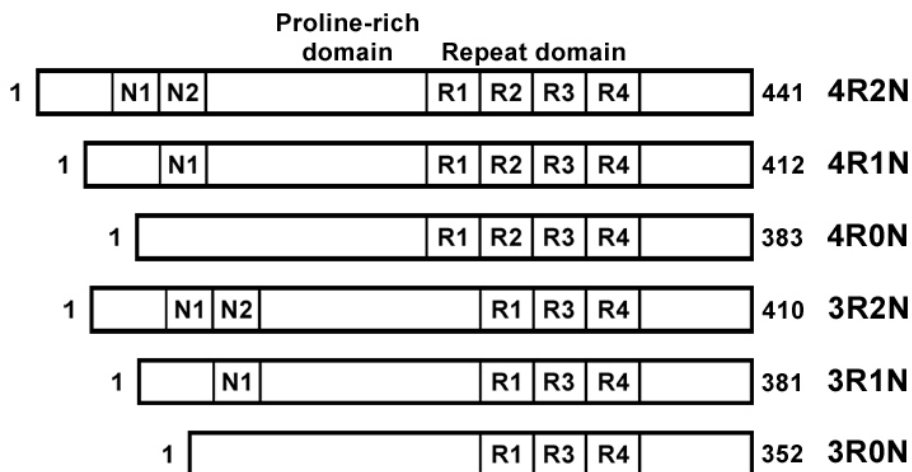 Proline-rich
domain Repeat domain
1 N1 N2 R1 R2 R3 R4 441 4R2N
1 N1 R1 R2 R3 R4 412 4R1N
1 R1 R2 R3 R4 383 4R0N
1 N1 N2 R1 R3 R4 410 3R2N
1 N1 R1 R3 R4 381 3R1N
1 R1 R3 R4 352 3R0N